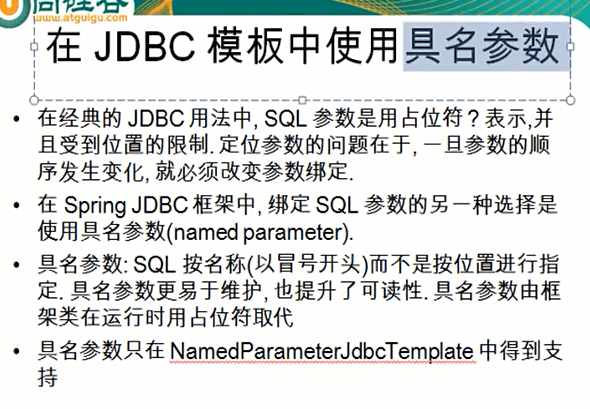 尚硅谷
www.atguigu.com
在 JDBC 模板中使用具名参数
• 在经典的 JDBC 用法中, SQL 参数是用占位符 ? 表示,并
且受到位置的限制. 定位参数的问题在于, 一旦参数的顺
序发生变化, 就必须改变参数绑定.
• 在 Spring JDBC 框架中, 绑定 SQL 参数的另一种选择是
使用具名参数(named parameter).
• 具名参数: SQL 按名称(以冒号开头)而不是按位置进行指
定. 具名参数更易于维护, 也提升了可读性. 具名参数由框
架类在运行时用占位符取代
• 具名参数只在 NamedParameterJdbcTemplate 中得到支
持